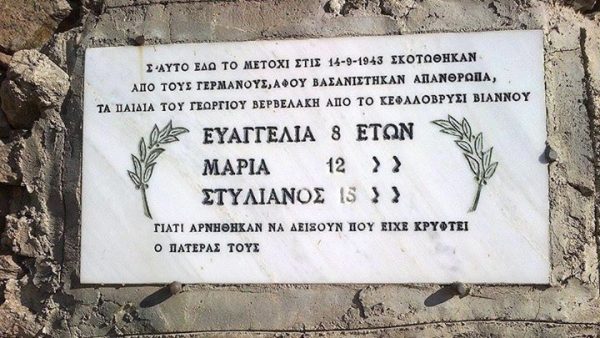 Σ'ΑΥΤΟ ΕΔΩ ΤΟ ΜΕΤΟΧΙ ΣΤΙΣ 14-9-1943 ΣΚΟΤΩΘΗΚΑΝ
ΑΠΟ ΤΟΥΣ ΓΕΡΜΑΝΟΥΣ, ΑΦΟΥ ΒΑΣΑΝΙΣΤΗΚΑΝ ΑΠΑΝΘΡΩΠΑ,
ΤΑ ΠΑΙΔΙΑ ΤΟΥ ΓΕΩΡΓΙΟΥ ΒΕΡΒΕΛΑΚΗ ΑΠΟ ΤΟ ΚΕΦΑΛΟΒΡΥΣΙ ΒΙΑΝΝΟΥ
ΕΥΑΓΓΕΛΙΑ 8 ΕΤΩΝ
ΜΑΡΙΑ 12 》
ΣΤΥΛΙΑΝΟΣ 15 》
ΓΙΑΤΙ ΑΡΝΗΘΗΚΑΝ ΝΑ ΔΕΙΞΟΥΝ ΠΟΥ ΕΙΧΕ ΚΡΥΦΤΕΙ
Ο ΠΑΤΕΡΑΣ ΤΟΥΣ